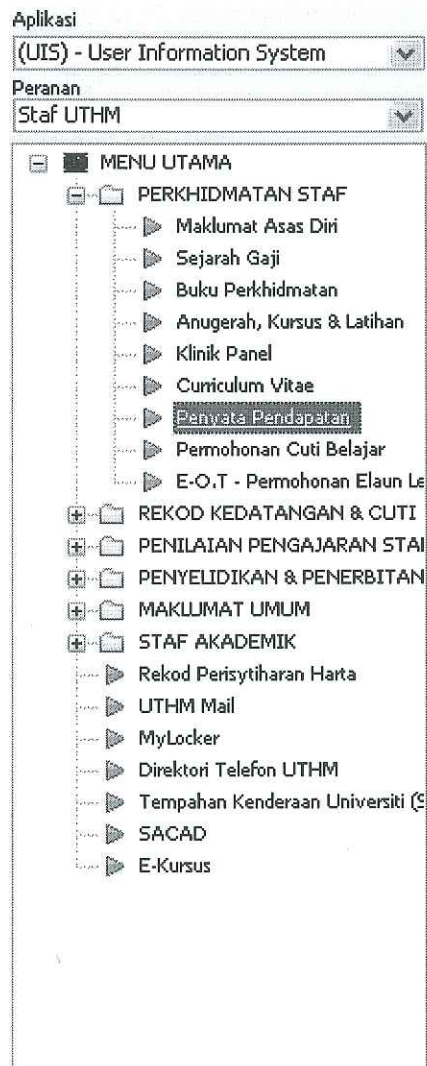 Aplikasi
(UIS) - User Information System
Peranan
Staf UTHM
MENU UTAMA
PERKHIDMATAN STAF
Maklumat Asas Diri
Sejarah Gaji
Buku Perkhidmatan
Anugerah, Kursus & Latihan
Klinik Panel
Curriculum Vitae
Penyata Pendapatan
Permohonan Cuti Belajar
E-O.T - Permohonan Elaun Le
REKOD KEDATANGAN & CUTI
PENILAIAN PENGAJARAN STAF
PENYELIDIKAN & PENERBITAN
MAKLUMAT UMUM
STAF AKADEMIK
Rekod Perisytiharan Harta
UTHM Mail
MyLocker
Direktori Telefon UTHM
Tempahan Kenderaan Universiti (S
SACAD
E-Kursus